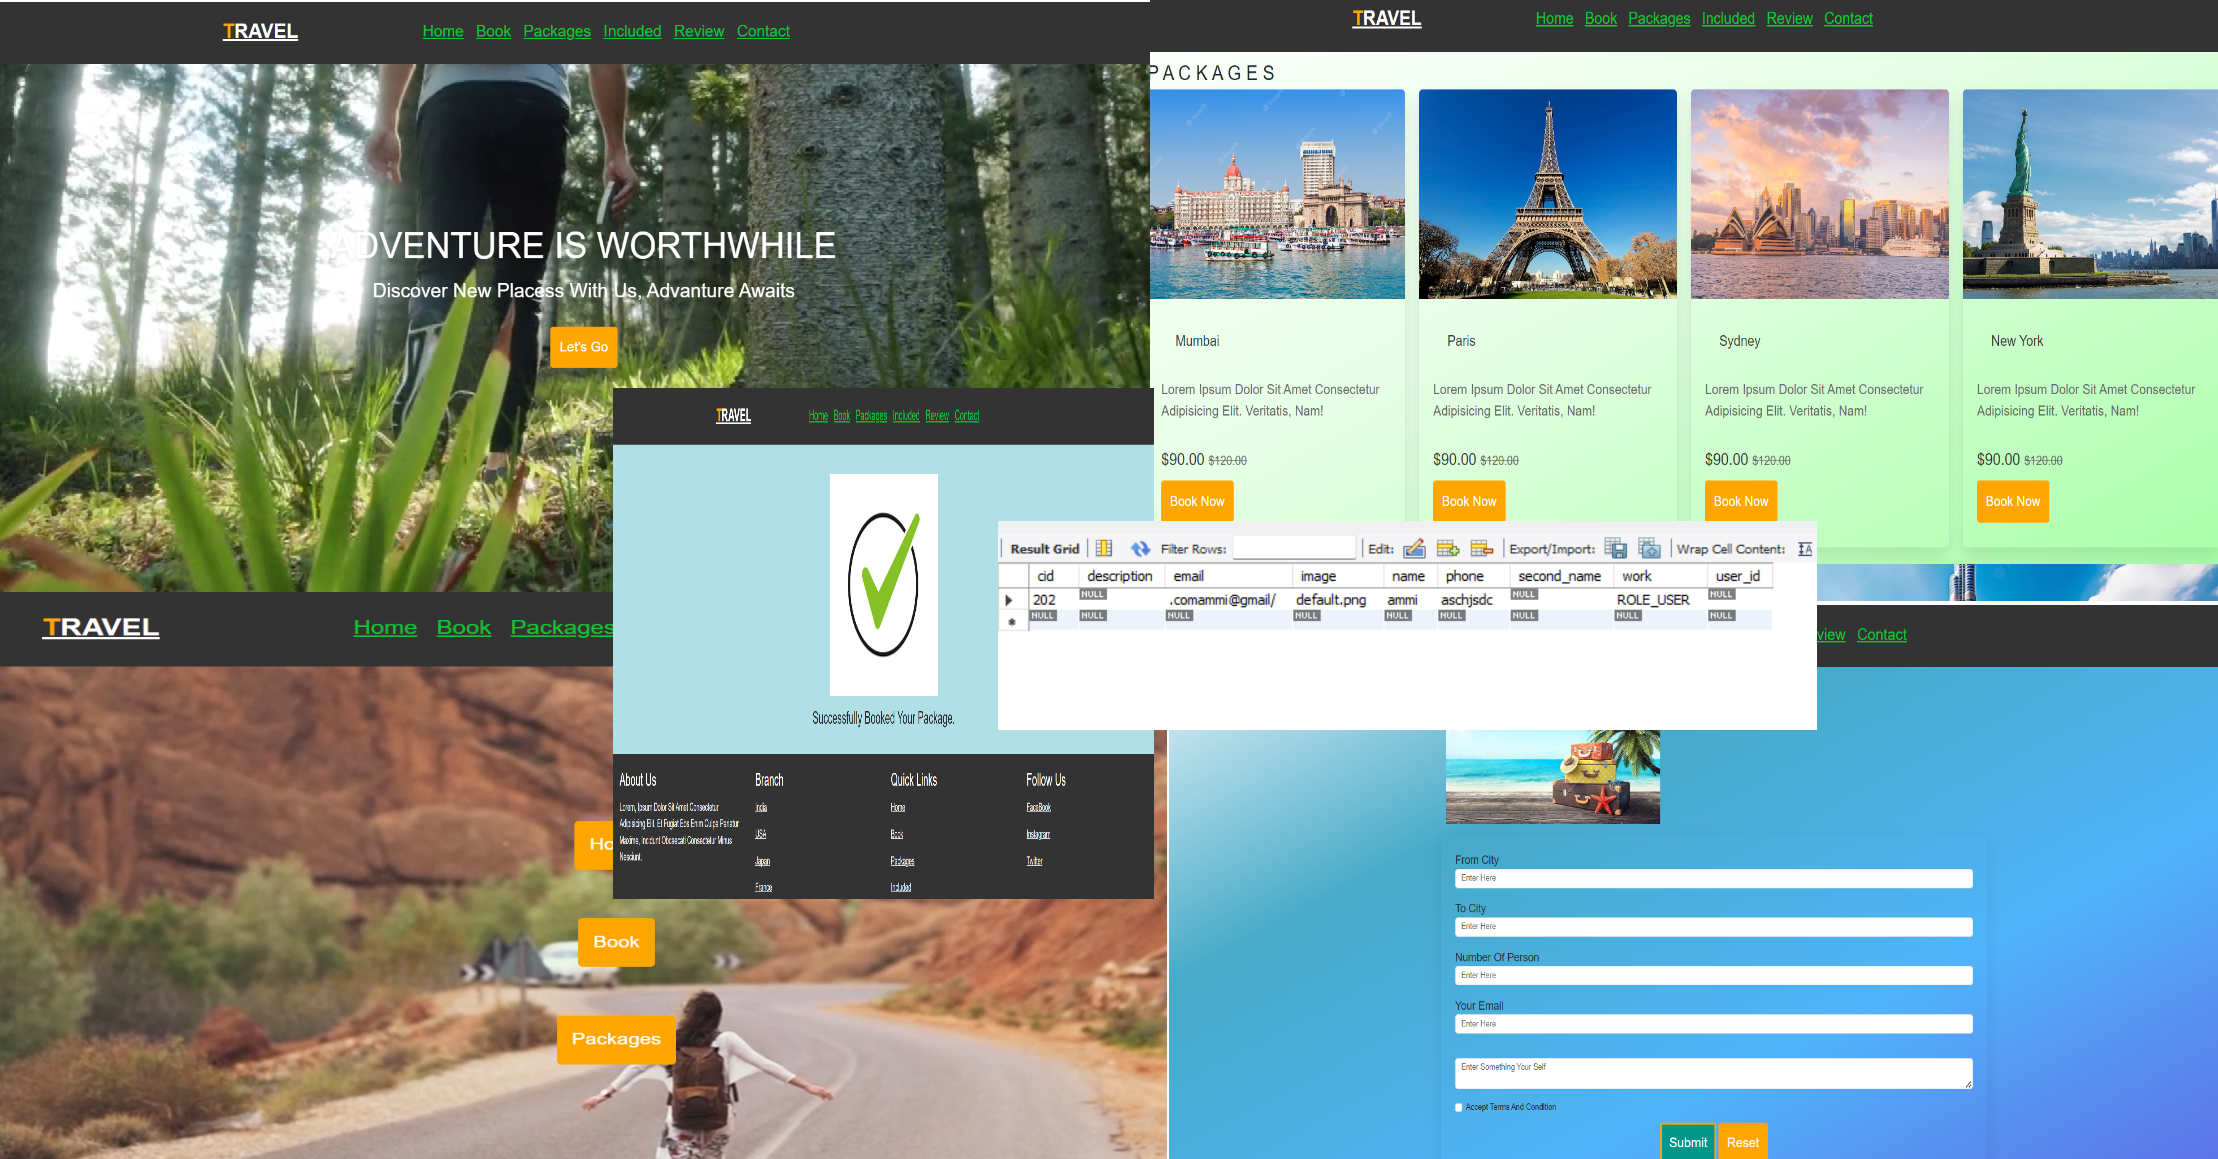 TRAVEL
Home Book Packages Included Review Contact
ADVENTURE IS WORTHWHILE
Discover New Placess With Us, Advanture Awaits
Let's Go
TRAVEL
Home Book Packages Included Review Contact
PACKAGES
Mumbai
Lorem Ipsum Dolor Sit Amet Consectetur
Adipisicing Elit. Veritatis, Nam!
$90.00 $120.00
Book Now
Paris
Lorem Ipsum Dolor Sit Amet Consectetur
Adipisicing Elit. Veritatis, Nam!
$90.00 $120.00
Book Now
Sydney
Lorem Ipsum Dolor Sit Amet Consectetur
Adipisicing Elit. Veritatis, Nam!
$90.00 $120.00
Book Now
New York
Lorem Ipsum Dolor Sit Amet Consectetur
Adipisicing Elit. Veritatis, Nam!
$90.00 $120.00
Book Now
TRAVEL
Home Book Packages Included Review Contact
Successfully Booked Your Package.
About Us
Lorem, Ipsum Dolor Sit Amet Consectetur
Adipisicing Elit. Et Fugiat Eos Enim Culpa Pariatur
Maxime, Incidunt Obcaecati Consectetur Minus
Nesciunt.
Branch
India
USA
Japan
France
Quick Links
Home
Book
Packages
Included
Follow Us
FaceBook
Instagram
Twitter
Result Grid Filter Rows: Edit: Export/Import: Wrap Cell Content:
cid description email image name phone second_name work user_id
202 NULL .comammi@gmail/ default.png ammi aschjsdc NULL ROLE_USER NULL
NULL NULL NULL NULL NULL NULL NULL NULL NULL
TRAVEL
Home Book Packages
Ho
Book
Packages
view Contact
From City
Enter Here
To City
Enter Here
Number Of Person
Enter Here
Your Email
Enter Here
Enter Something Your Self
Accept Terms And Condition
Submit Reset